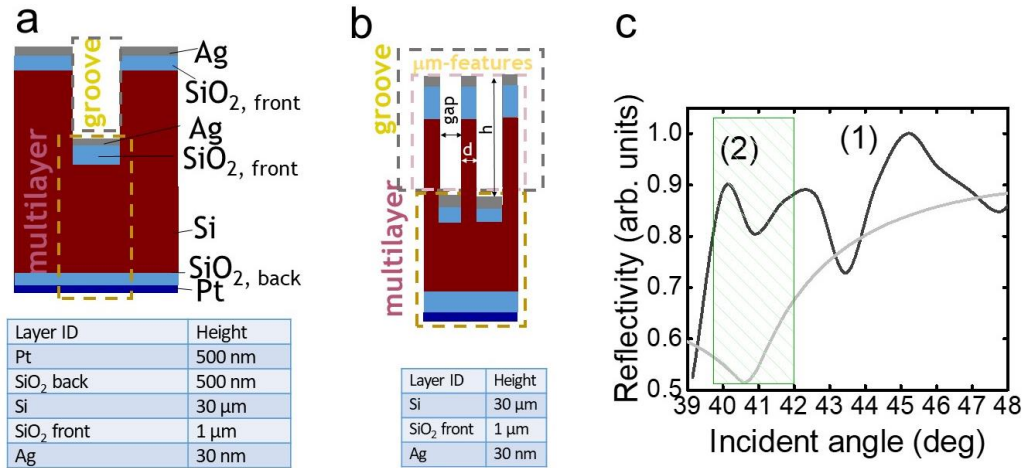 a
groove
Ag
SiO2, front
Ag
SiO2, front
multilayer
Si
SiO2, back
Pt
Layer ID Height
Pt 500 nm
SiO2 back 500 nm
Si 30 µm
SiO2 front 1 µm
Ag 30 nm
b
groove
µm-features
gap
h
d
multilayer
Layer ID Height
Si 30 µm
SiO2 front 1 µm
Ag 30 nm
c
Reflectivity (arb. units)
1.0
0.9
0.8
0.7
0.6
0.5
(2)
(1)
39 40 41 42 43 44 45 46 47 48
Incident angle (deg)